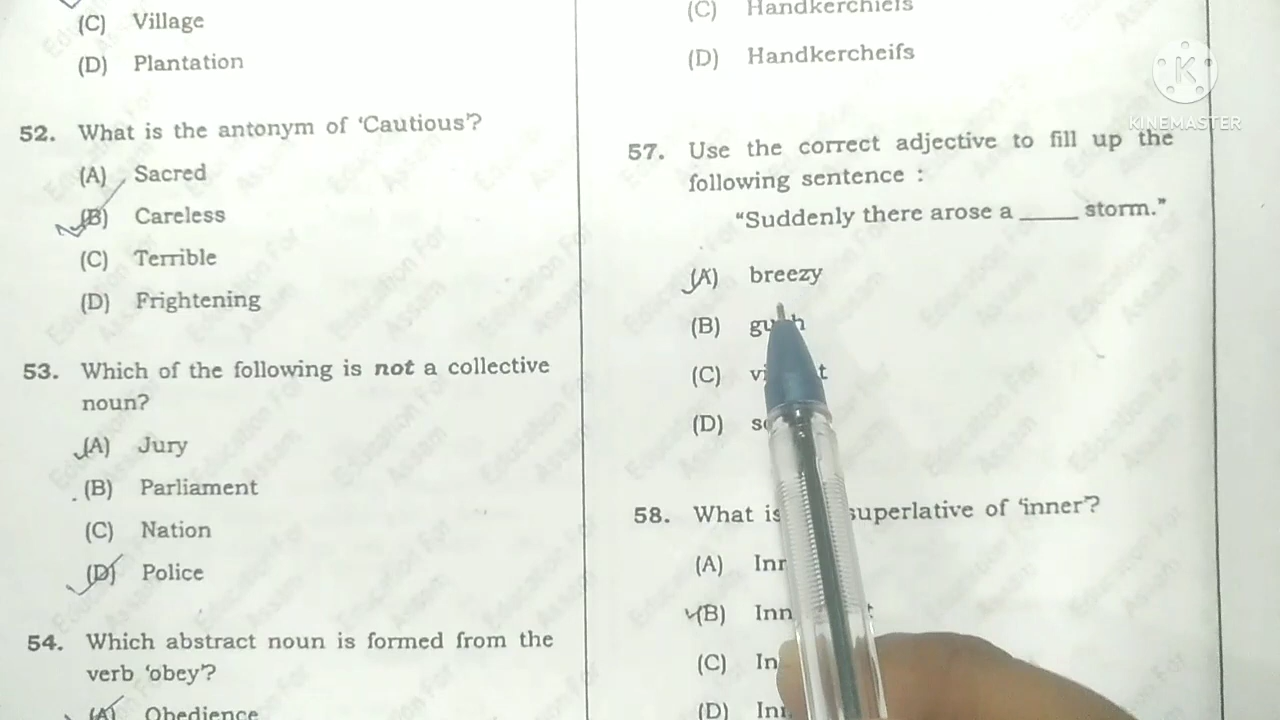 (C) Village
(D) Plantation
52. What is the antonym of 'Cautious'?
(A) Sacred
(B) Careless
(C) Terrible
(D) Frightening
53. Which of the following is not a collective
noun?
(A) Jury
(B) Parliament
(C) Nation
(D) Police
54. Which abstract noun is formed from the
verb 'obey'?
(A) Obedience
(C) Handkerchiefs
(D) Handkercheifs
57. Use the correct adjective to fill up the
following sentence :
"Suddenly there arose a _____ storm."
(A) breezy
(B)
(C)
(D)
58. What is superlative of 'inner'?
(A)
(B)
(C)
(D)
KINEMASTER
Education For
Assam